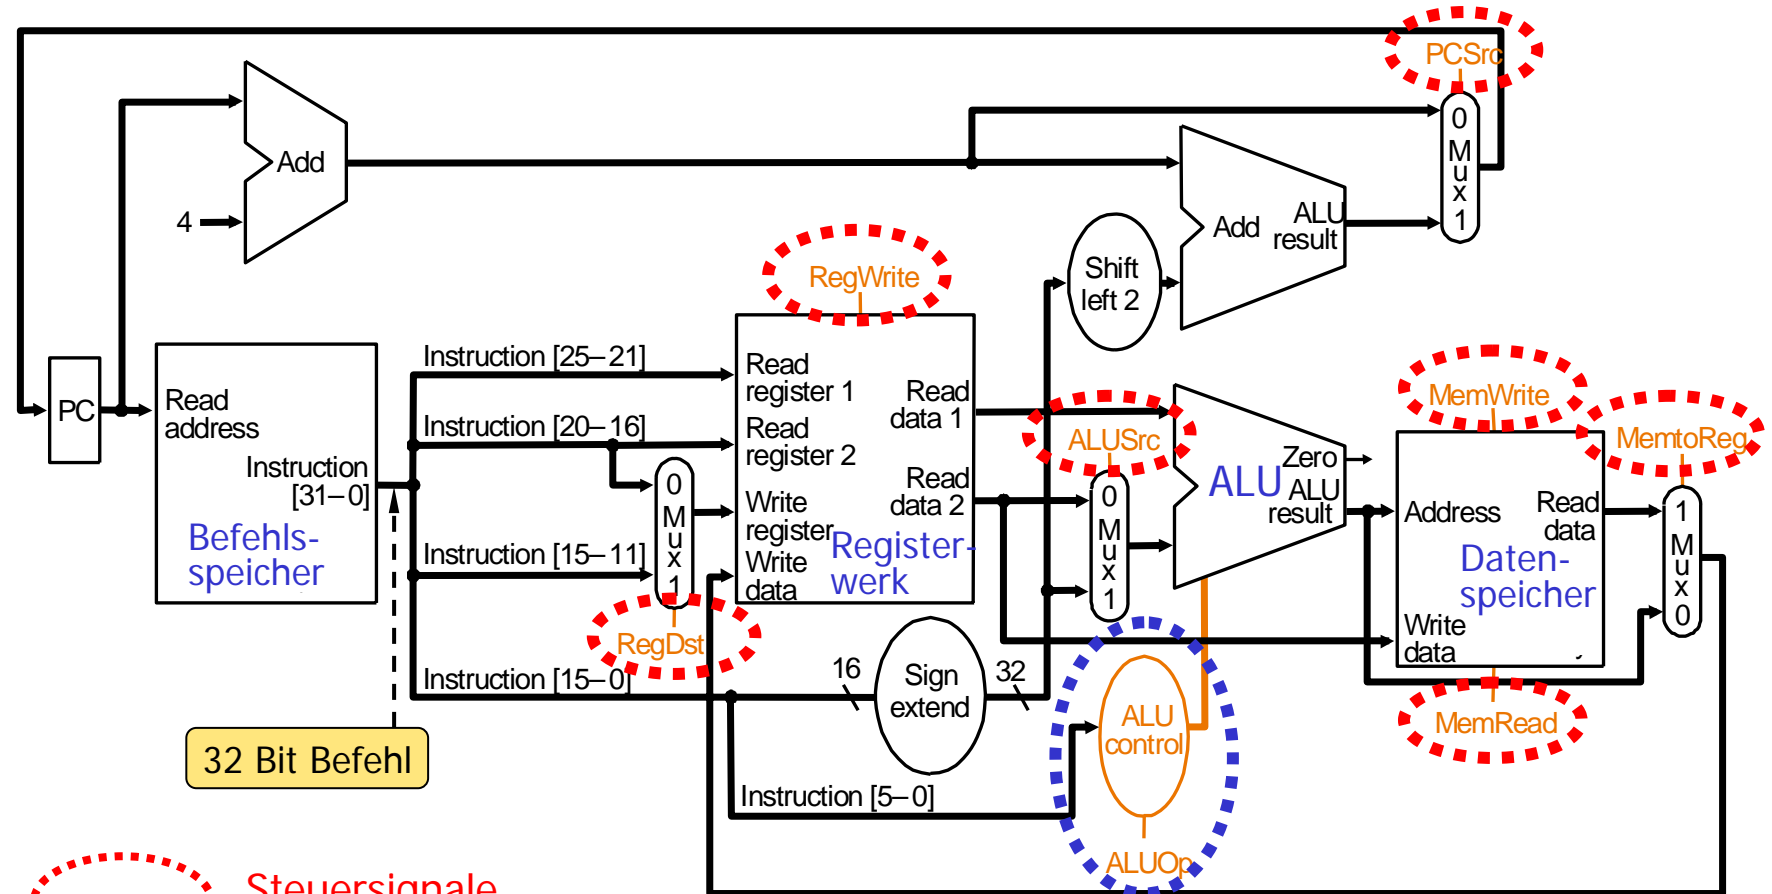 PCSrc
0
M
u
x
1
Add
4
Add
ALU
result
Shift
left 2
RegWrite
PC
Read
address
Instruction
[31–0]
Befehls-
speicher
Instruction [25–21]
Instruction [20–16]
Instruction [15–11]
Instruction [15–0]
0
M
u
x
1
RegDst
Read
register 1
Read
register 2
Write
register
Write
data
Read
data 1
Read
data 2
Register-
werk
16
Sign
extend
32
ALUSrc
0
M
u
x
1
ALU
Zero
ALU
result
ALU
control
ALUOp
Instruction [5–0]
MemWrite
Address
Read
data
Daten-
speicher
Write
data
MemRead
MemtoReg
1
M
u
x
0
32 Bit Befehl
Steuersignale